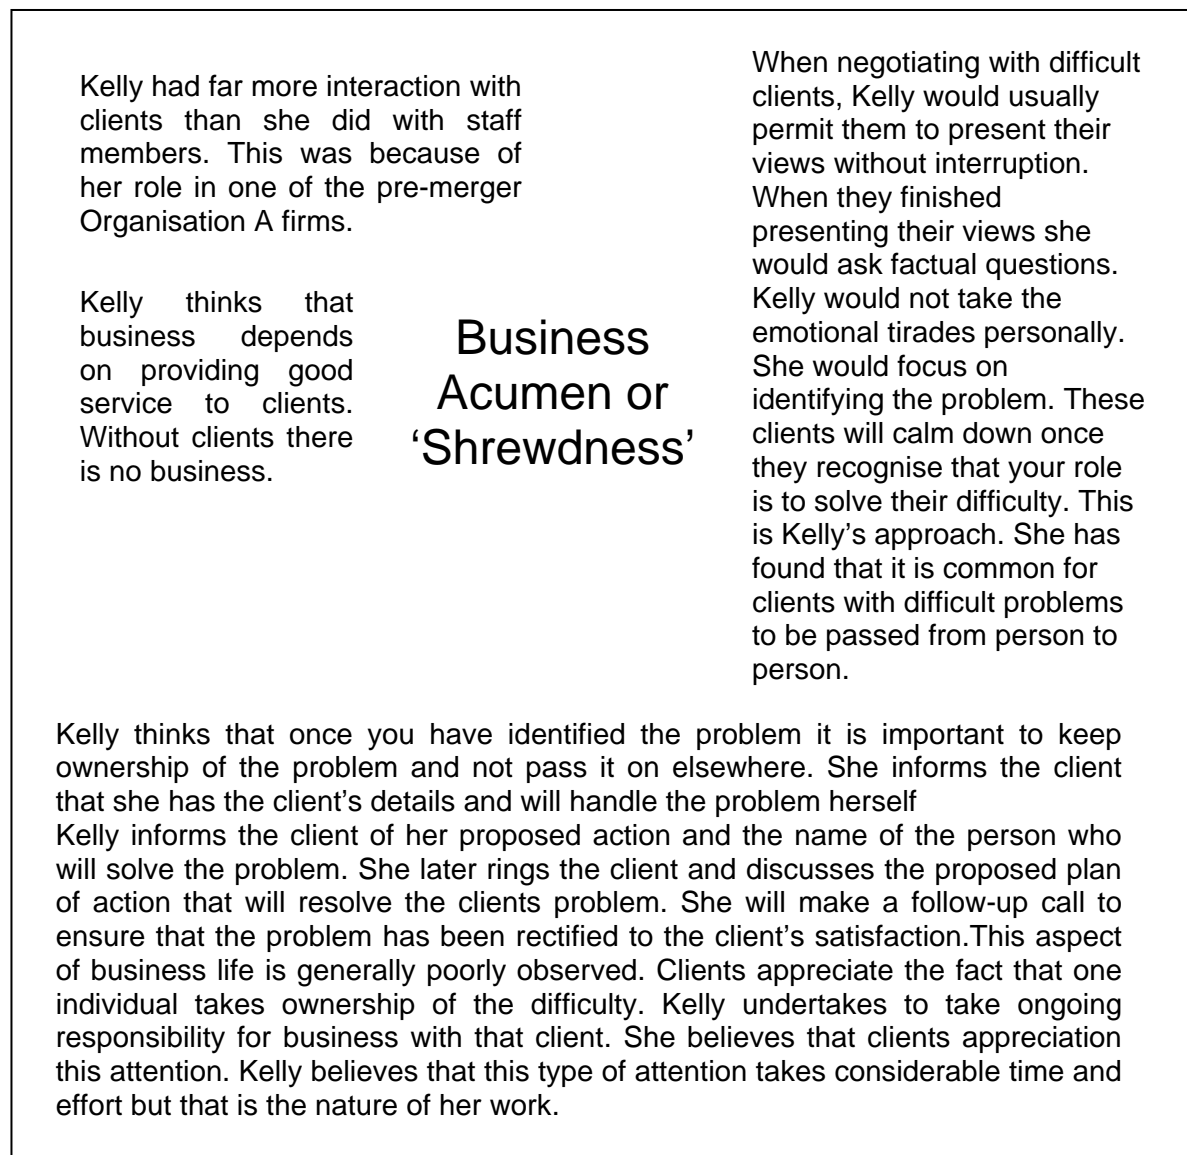 Kelly had far more interaction with
clients than she did with staff
members. This was because of
her role in one of the pre-merger
Organisation A firms.
Kelly thinks that
business depends
on providing good
service to clients.
Without clients there
is no business.
Business
Acumen or
‘Shrewdness’
When negotiating with difficult
clients, Kelly would usually
permit them to present their
views without interruption.
When they finished
presenting their views she
would ask factual questions.
Kelly would not take the
emotional tirades personally.
She would focus on
identifying the problem. These
clients will calm down once
they recognise that your role
is to solve their difficulty. This
is Kelly’s approach. She has
found that it is common for
clients with difficult problems
to be passed from person to
person.
Kelly thinks that once you have identified the problem it is important to keep
ownership of the problem and not pass it on elsewhere. She informs the client
that she has the client’s details and will handle the problem herself
Kelly informs the client of her proposed action and the name of the person who
will solve the problem. She later rings the client and discusses the proposed plan
of action that will resolve the clients problem. She will make a follow-up call to
ensure that the problem has been rectified to the client’s satisfaction.This aspect
of business life is generally poorly observed. Clients appreciate the fact that one
individual takes ownership of the difficulty. Kelly undertakes to take ongoing
responsibility for business with that client. She believes that clients appreciation
this attention. Kelly believes that this type of attention takes considerable time and
effort but that is the nature of her work.